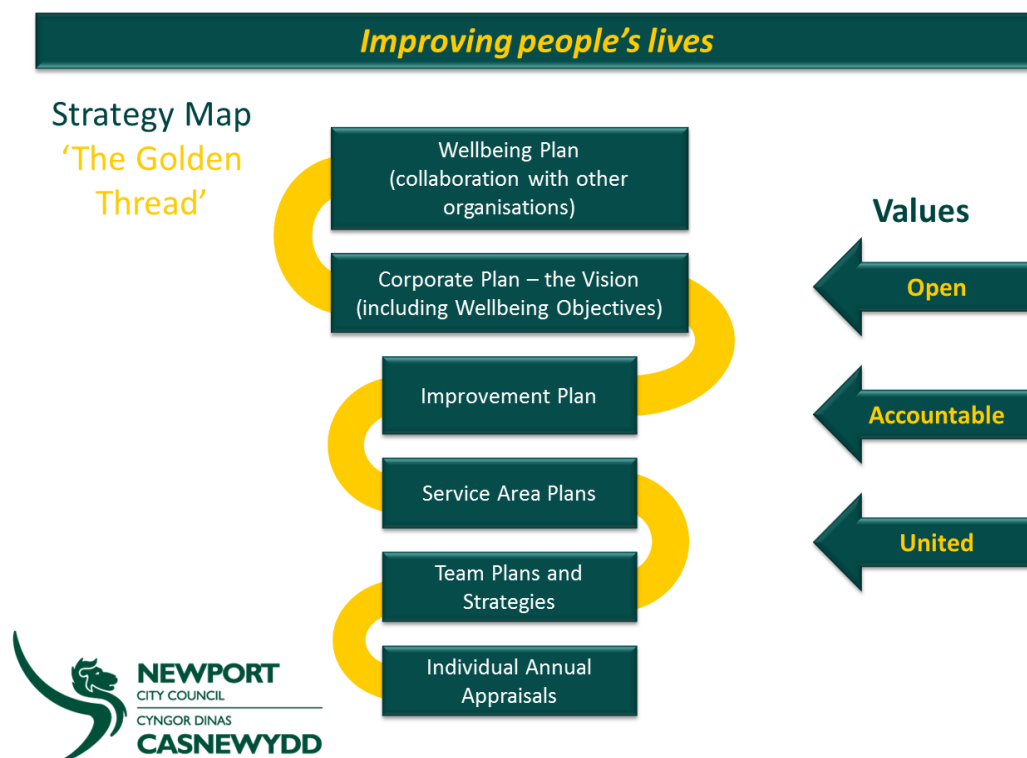 Improving people's lives
Strategy Map
‘The Golden
Thread’
Wellbeing Plan
(collaboration with other
organisations)
Corporate Plan – the Vision
(including Wellbeing Objectives)
Improvement Plan
Service Area Plans
Team Plans and
Strategies
Individual Annual
Appraisals
Values
Open
Accountable
United
NEWPORT
CITY COUNCIL
CYNGOR DINAS
CASNEWYDD